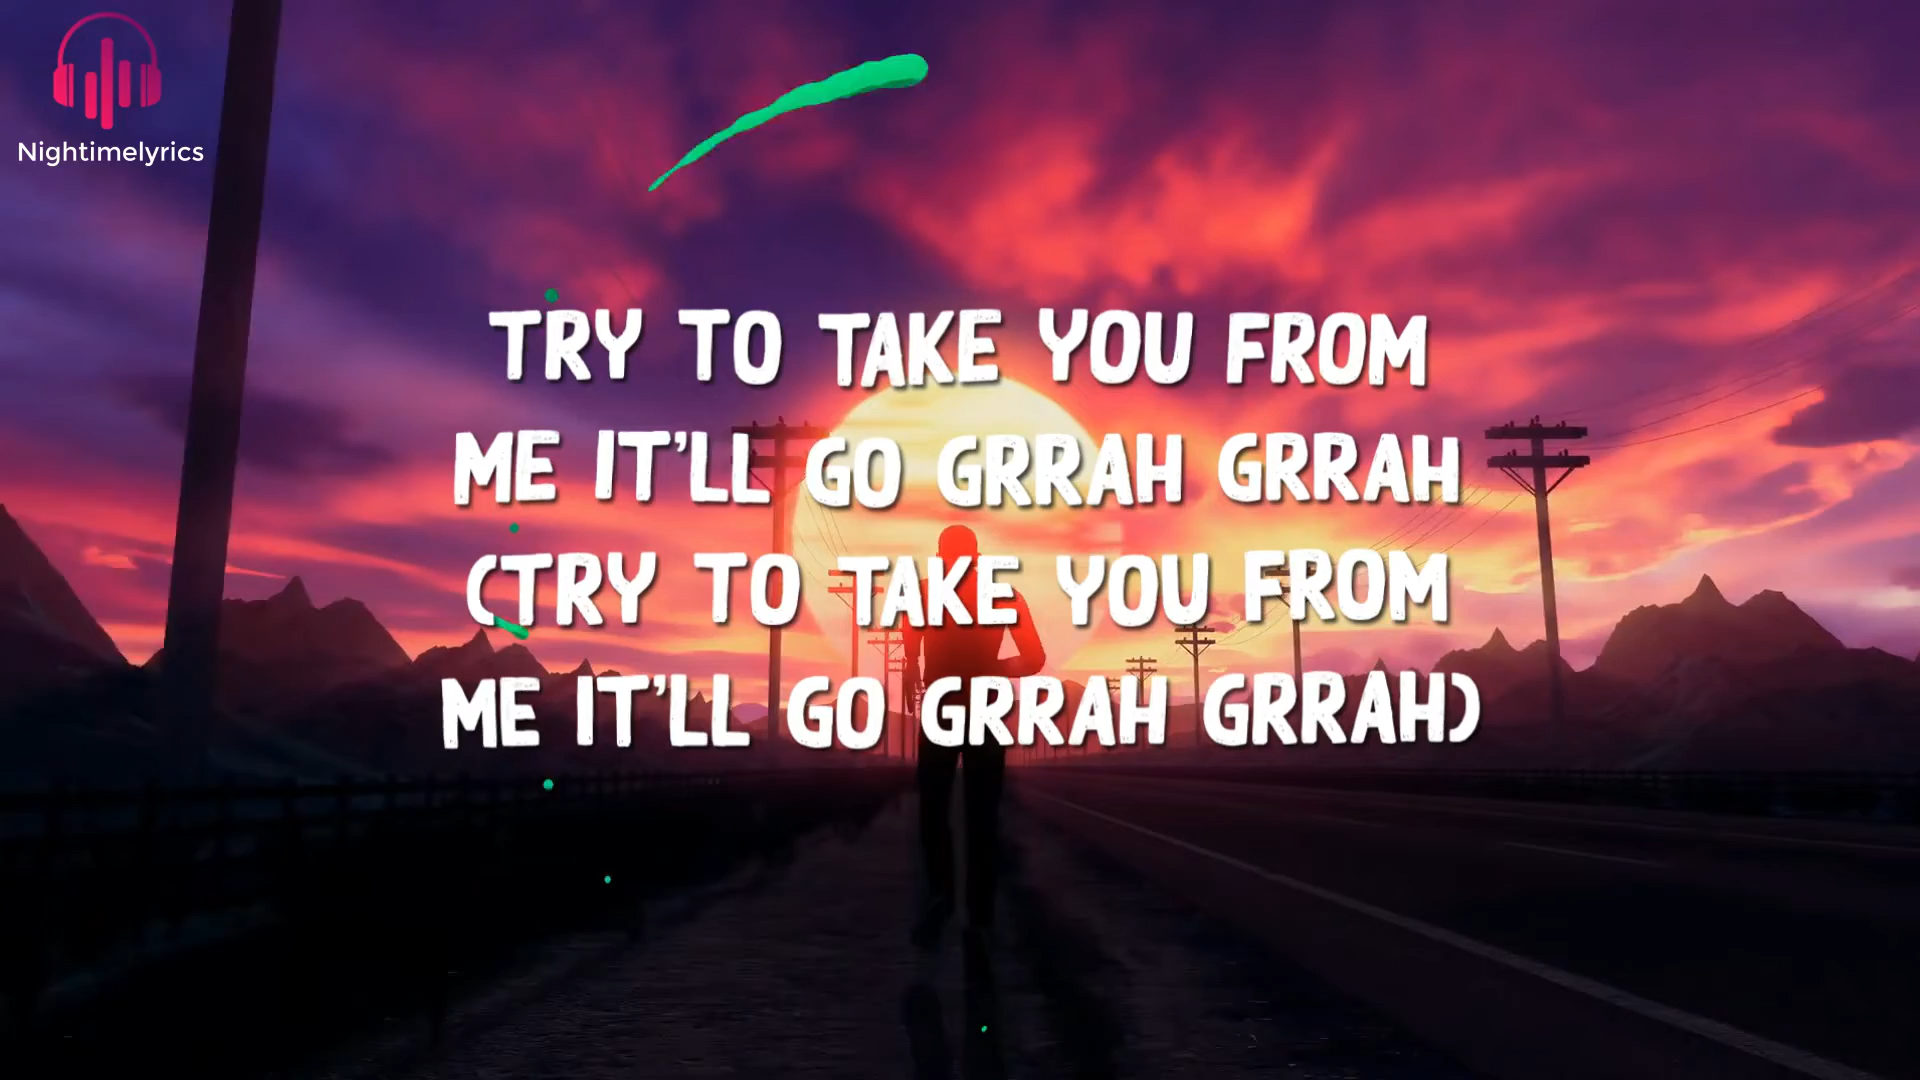 Nightimelyrics
TRY TO TAKE YOU FROM
ME IT'LL GO GRRAH GRRAH
(TRY TO TAKE YOU FROM
ME IT'LL GO GRRAH GRRAH)